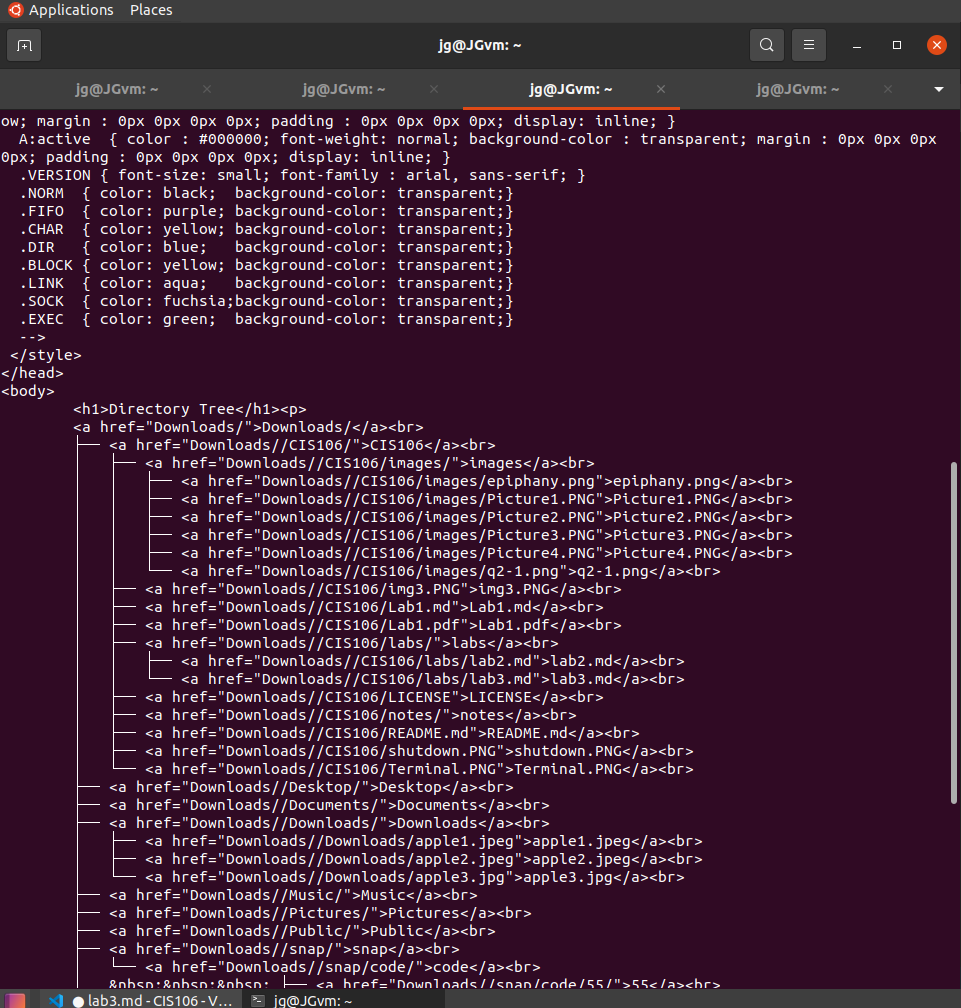 Applications Places
jg@JGvm: ~
jg@JGvm: ~ jg@JGvm: ~ jg@JGvm: ~ jg@JGvm: ~
ow; margin : 0px 0px 0px 0px; padding : 0px 0px 0px 0px; display: inline; }
  A:active  { color : #000000; font-weight: normal; background-color : transparent; margin : 0px 0px 0px
0px; padding : 0px 0px 0px 0px; display: inline; }
  .VERSION { font-size: small; font-family : arial, sans-serif; }
  .NORM  { color: black;  background-color: transparent;}
  .FIFO  { color: purple; background-color: transparent;}
  .CHAR  { color: yellow; background-color: transparent;}
  .DIR   { color: blue;   background-color: transparent;}
  .BLOCK { color: yellow; background-color: transparent;}
  .LINK  { color: aqua;   background-color: transparent;}
  .SOCK  { color: fuchsia;background-color: transparent;}
  .EXEC  { color: green;  background-color: transparent;}
  -->
 </style>
</head>
<body>
        <h1>Directory Tree</h1><p>
        <a href="Downloads/">Downloads/</a><br>
        ├── <a href="Downloads//CIS106/">CIS106</a><br>
        │   ├── <a href="Downloads//CIS106/images/">images</a><br>
        │   │   ├── <a href="Downloads//CIS106/images/epiphany.png">epiphany.png</a><br>
        │   │   ├── <a href="Downloads//CIS106/images/Picture1.PNG">Picture1.PNG</a><br>
        │   │   ├── <a href="Downloads//CIS106/images/Picture2.PNG">Picture2.PNG</a><br>
        │   │   ├── <a href="Downloads//CIS106/images/Picture3.PNG">Picture3.PNG</a><br>
        │   │   ├── <a href="Downloads//CIS106/images/Picture4.PNG">Picture4.PNG</a><br>
        │   │   └── <a href="Downloads//CIS106/images/q2-1.png">q2-1.png</a><br>
        │   ├── <a href="Downloads//CIS106/img3.PNG">img3.PNG</a><br>
        │   ├── <a href="Downloads//CIS106/Lab1.md">Lab1.md</a><br>
        │   ├── <a href="Downloads//CIS106/Lab1.pdf">Lab1.pdf</a><br>
        │   ├── <a href="Downloads//CIS106/labs/">labs</a><br>
        │   │   ├── <a href="Downloads//CIS106/labs/lab2.md">lab2.md</a><br>
        │   │   └── <a href="Downloads//CIS106/labs/lab3.md">lab3.md</a><br>
        │   ├── <a href="Downloads//CIS106/LICENSE">LICENSE</a><br>
        │   ├── <a href="Downloads//CIS106/notes/">notes</a><br>
        │   ├── <a href="Downloads//CIS106/README.md">README.md</a><br>
        │   ├── <a href="Downloads//CIS106/shutdown.PNG">shutdown.PNG</a><br>
        │   └── <a href="Downloads//CIS106/Terminal.PNG">Terminal.PNG</a><br>
        ├── <a href="Downloads//Desktop/">Desktop</a><br>
        ├── <a href="Downloads//Documents/">Documents</a><br>
        ├── <a href="Downloads//Downloads/">Downloads</a><br>
        │   ├── <a href="Downloads//Downloads/apple1.jpeg">apple1.jpeg</a><br>
        │   ├── <a href="Downloads//Downloads/apple2.jpeg">apple2.jpeg</a><br>
        │   └── <a href="Downloads//Downloads/apple3.jpg">apple3.jpg</a><br>
        ├── <a href="Downloads//Music/">Music</a><br>
        ├── <a href="Downloads//Pictures/">Pictures</a><br>
        ├── <a href="Downloads//Public/">Public</a><br>
        ├── <a href="Downloads//snap/">snap</a><br>
        │   └── <a href="Downloads//snap/code/">code</a><br>
        │   &nbsp;&nbsp;&nbsp; ├── <a href="Downloads//snap/code/55/">55</a><br>
● lab3.md - CIS106 - V... jg@JGvm: ~